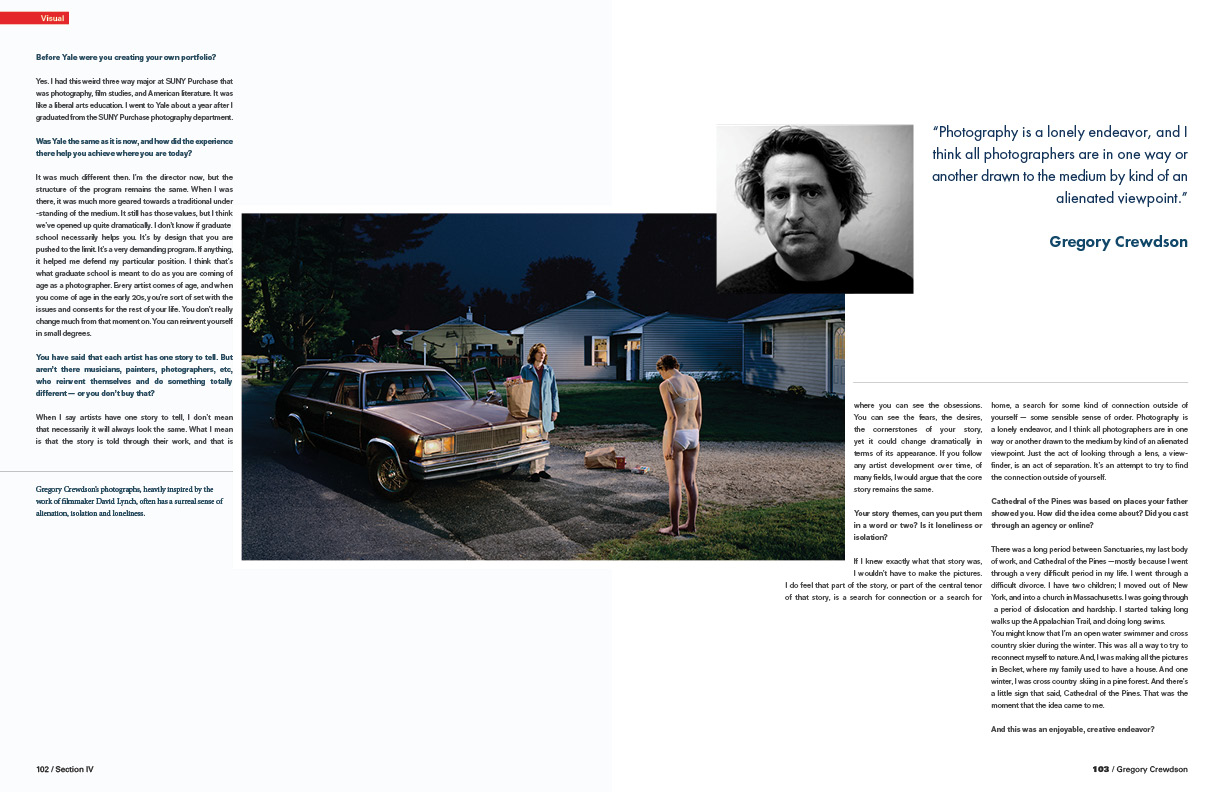 Visual
Before Yale were you creating your own portfolio?
Yes. I had this weird three way major at SUNY Purchase that
was photography, film studies, and American literature. It was
like a liberal arts education. I went to Yale about a year after I
graduated from the SUNY Purchase photography department.
Was Yale the same as it is now, and how did the experience
there help you achieve where you are today?
It was much different then. I'm the director now, but the
structure of the program remains the same. When I was
there, it was much more geared towards a traditional under
-standing of the medium. It still has those values, but I think
we've opened up quite dramatically. I don't know if graduate
school necessarily helps you. It's by design that you are
pushed to the limit. It's a very demanding program. If anything,
it helped me defend my particular position. I think that's
what graduate school is meant to do as you are coming of
age as a photographer. Every artist comes of age, and when
you come of age in the early 20s, you're sort of set with the
issues and consents for the rest of your life. You don't really
change much from that moment on. You can reinvent yourself
in small degrees.
You have said that each artist has one story to tell. But
aren't there musicians, painters, photographers, etc,
who reinvent themselves and do something totally
different— or you don't buy that?
When I say artists have one story to tell, I don't mean
that necessarily it will always look the same. What I mean
is that the story is told through their work, and that is
Gregory Crewdson's photographs, heavily inspired by the
work of filmmaker David Lynch, often has a surreal sense of
alienation, isolation and loneliness.
102 / Section IV
“Photography is a lonely endeavor, and I
think all photographers are in one way or
another drawn to the medium by kind of an
alienated viewpoint.”
Gregory Crewdson
where you can see the obsessions.
You can see the fears, the desires,
the cornerstones of your story,
yet it could change dramatically in
terms of its appearance. If you follow
any artist development over time, of
many fields, I would argue that the core
story remains the same.
Your story themes, can you put them
in a word or two? Is it loneliness or
isolation?
If I knew exactly what that story was,
I wouldn't have to make the pictures.
I do feel that part of the story, or part of the central tenor
of that story, is a search for connection or a search for
home, a search for some kind of connection outside of
yourself — some sensible sense of order. Photography is
a lonely endeavor, and I think all photographers are in one
way or another drawn to the medium by kind of an alienated
viewpoint. Just the act of looking through a lens, a view-
finder, is an act of separation. It's an attempt to try to find
the connection outside of yourself.
Cathedral of the Pines was based on places your father
showed you. How did the idea come about? Did you cast
through an agency or online?
There was a long period between Sanctuaries, my last body
of work, and Cathedral of the Pines —mostly because I went
through a very difficult period in my life. I went through a
difficult divorce. I have two children; I moved out of New
York, and into a church in Massachusetts. I was going through
a period of dislocation and hardship. I started taking long
walks up the Appalachian Trail, and doing long swims.
You might know that I'm an open water swimmer and cross
country skier during the winter. This was all a way to try to
reconnect myself to nature. And, I was making all the pictures
in Becket, where my family used to have a house. And one
winter, I was cross country skiing in a pine forest. And there's
a little sign that said, Cathedral of the Pines. That was the
moment that the idea came to me.
And this was an enjoyable, creative endeavor?
103 / Gregory Crewdson